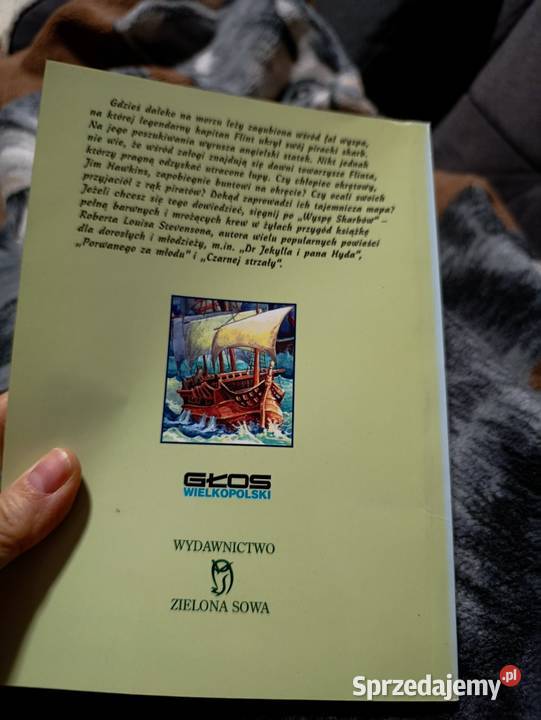 Gdzieś daleko na morzu leży zagubiona wśród fal wyspa,
na której legendarny kapitan Flint ukrył swój piracki skarb.
Na jego poszukiwania wyrusza angielski statek. Nikt jednak
nie wie, że wśród załogi znajdują się dawni towarzysze Flinta,
którzy pragną odzyskać utracone łupy. Czy chłopiec okrętowy,
Jim Hawkins, zapobiegnie buntowi na okręcie? Czy ocali swoich
przyjaciół z rąk piratów? Dokąd zaprowadzi ich tajemnicza mapa?
Jeżeli chcesz się tego dowiedzieć, sięgnij po „Wyspę Skarbów” –
pełną barwnych i mrożących krew w żyłach przygód książkę
Roberta Louisa Stevensona, autora wielu popularnych powieści
dla dorosłych i młodzieży, m.in. „Dr Jekylla i pana Hyda”,
„Porwanego za młodu” i „Czarnej strzały”.
GŁOS
WIELKOPOLSKI
WYDAWNICTWO
ZIELONA SOWA
Sprzedajemy.pl